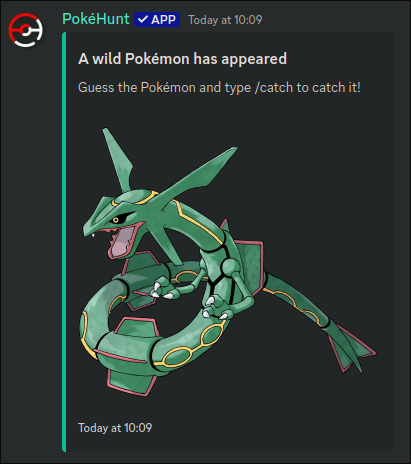 PokéHunt ✓ APP Today at 10:09
A wild Pokémon has appeared
Guess the Pokémon and type /catch to catch it!
Today at 10:09